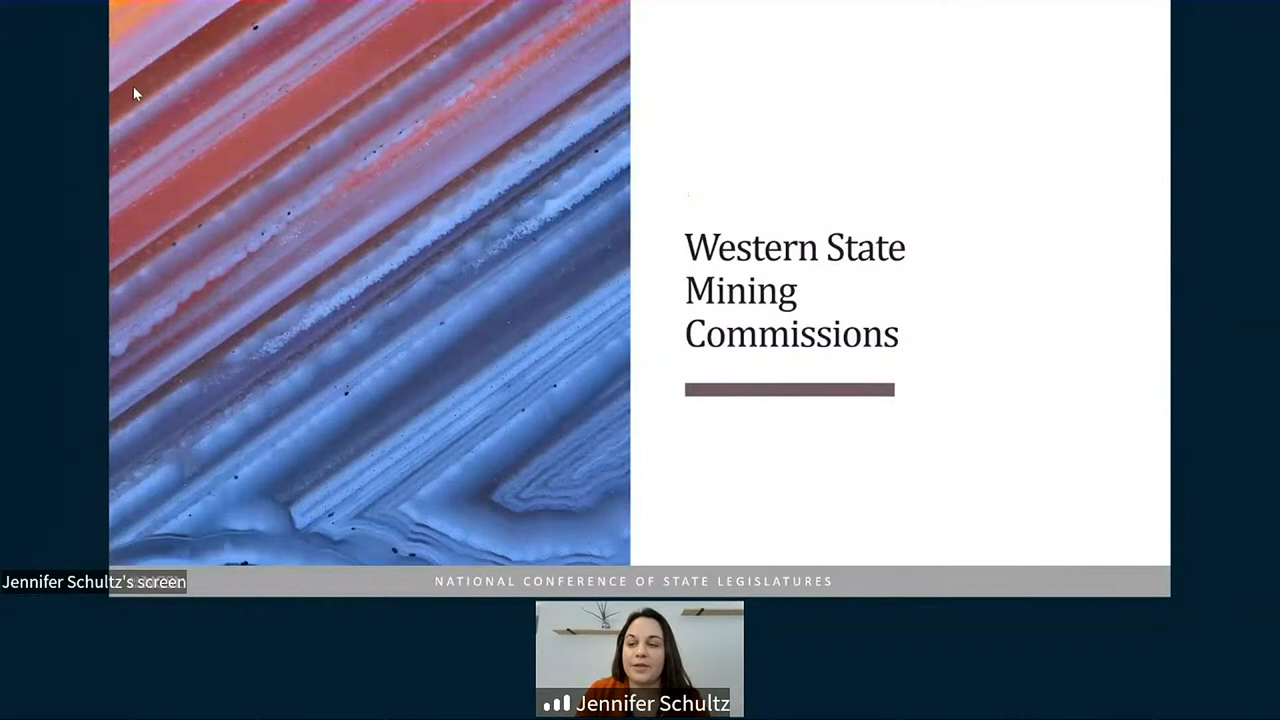 Western State
Mining
Commissions
Jennifer Schultz's screen
NATIONAL CONFERENCE OF STATE LEGISLATURES
Jennifer Schultz